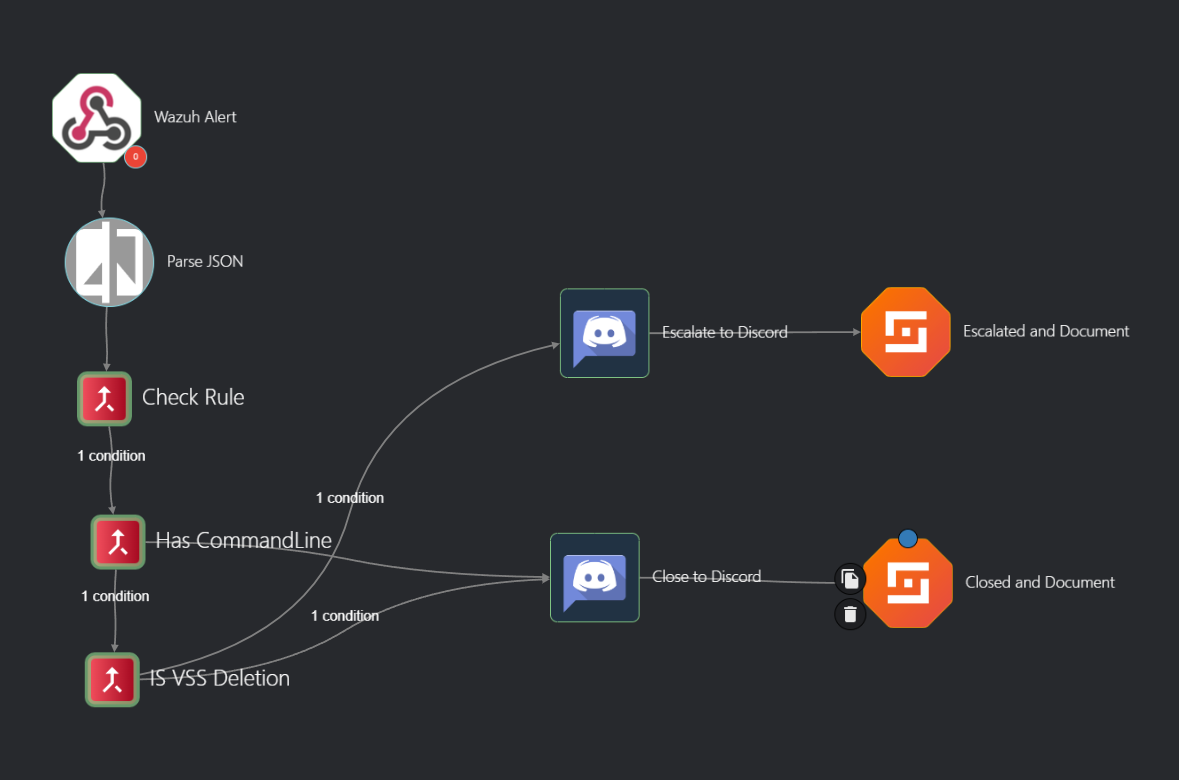 Wazuh Alert
0
Parse JSON
Escalate to Discord
Escalated and Document
Check Rule
1 condition
1 condition
Has CommandLine
Close to Discord
Closed and Document
1 condition
1 condition
IS VSS Deletion